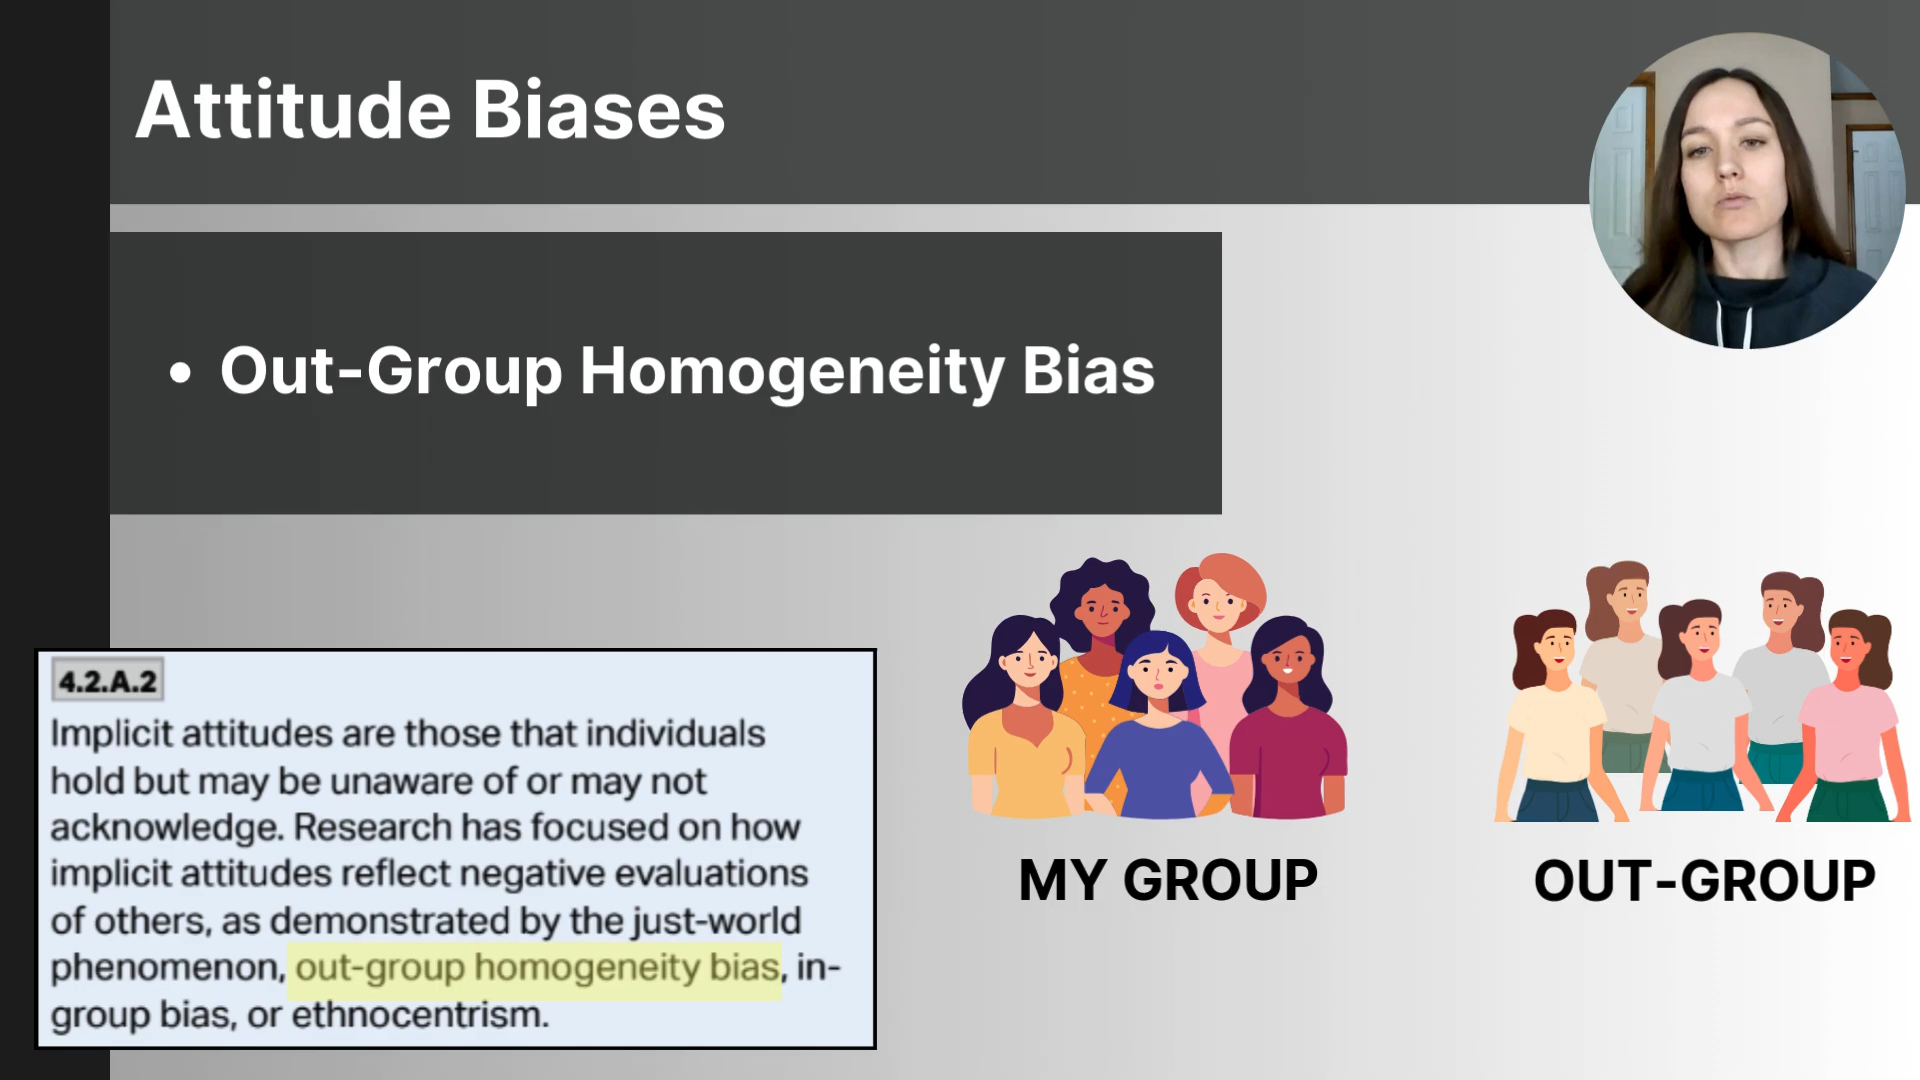 Attitude Biases
• Out-Group Homogeneity Bias
4.2.A.2
Implicit attitudes are those that individuals
hold but may be unaware of or may not
acknowledge. Research has focused on how
implicit attitudes reflect negative evaluations
of others, as demonstrated by the just-world
phenomenon, out-group homogeneity bias, in-
group bias, or ethnocentrism.
MY GROUP
OUT-GROUP